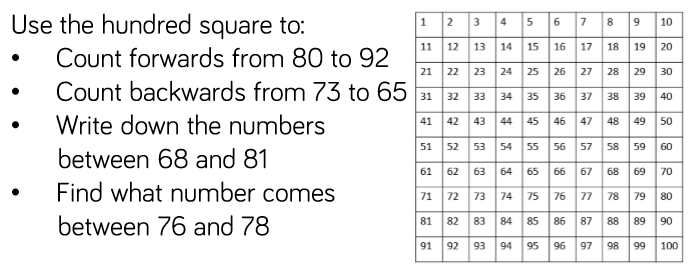 Use the hundred square to:
• Count forwards from 80 to 92
• Count backwards from 73 to 65
• Write down the numbers
between 68 and 81
• Find what number comes
between 76 and 78
1 2 3 4 5 6 7 8 9 10
11 12 13 14 15 16 17 18 19 20
21 22 23 24 25 26 27 28 29 30
31 32 33 34 35 36 37 38 39 40
41 42 43 44 45 46 47 48 49 50
51 52 53 54 55 56 57 58 59 60
61 62 63 64 65 66 67 68 69 70
71 72 73 74 75 76 77 78 79 80
81 82 83 84 85 86 87 88 89 90
91 92 93 94 95 96 97 98 99 100